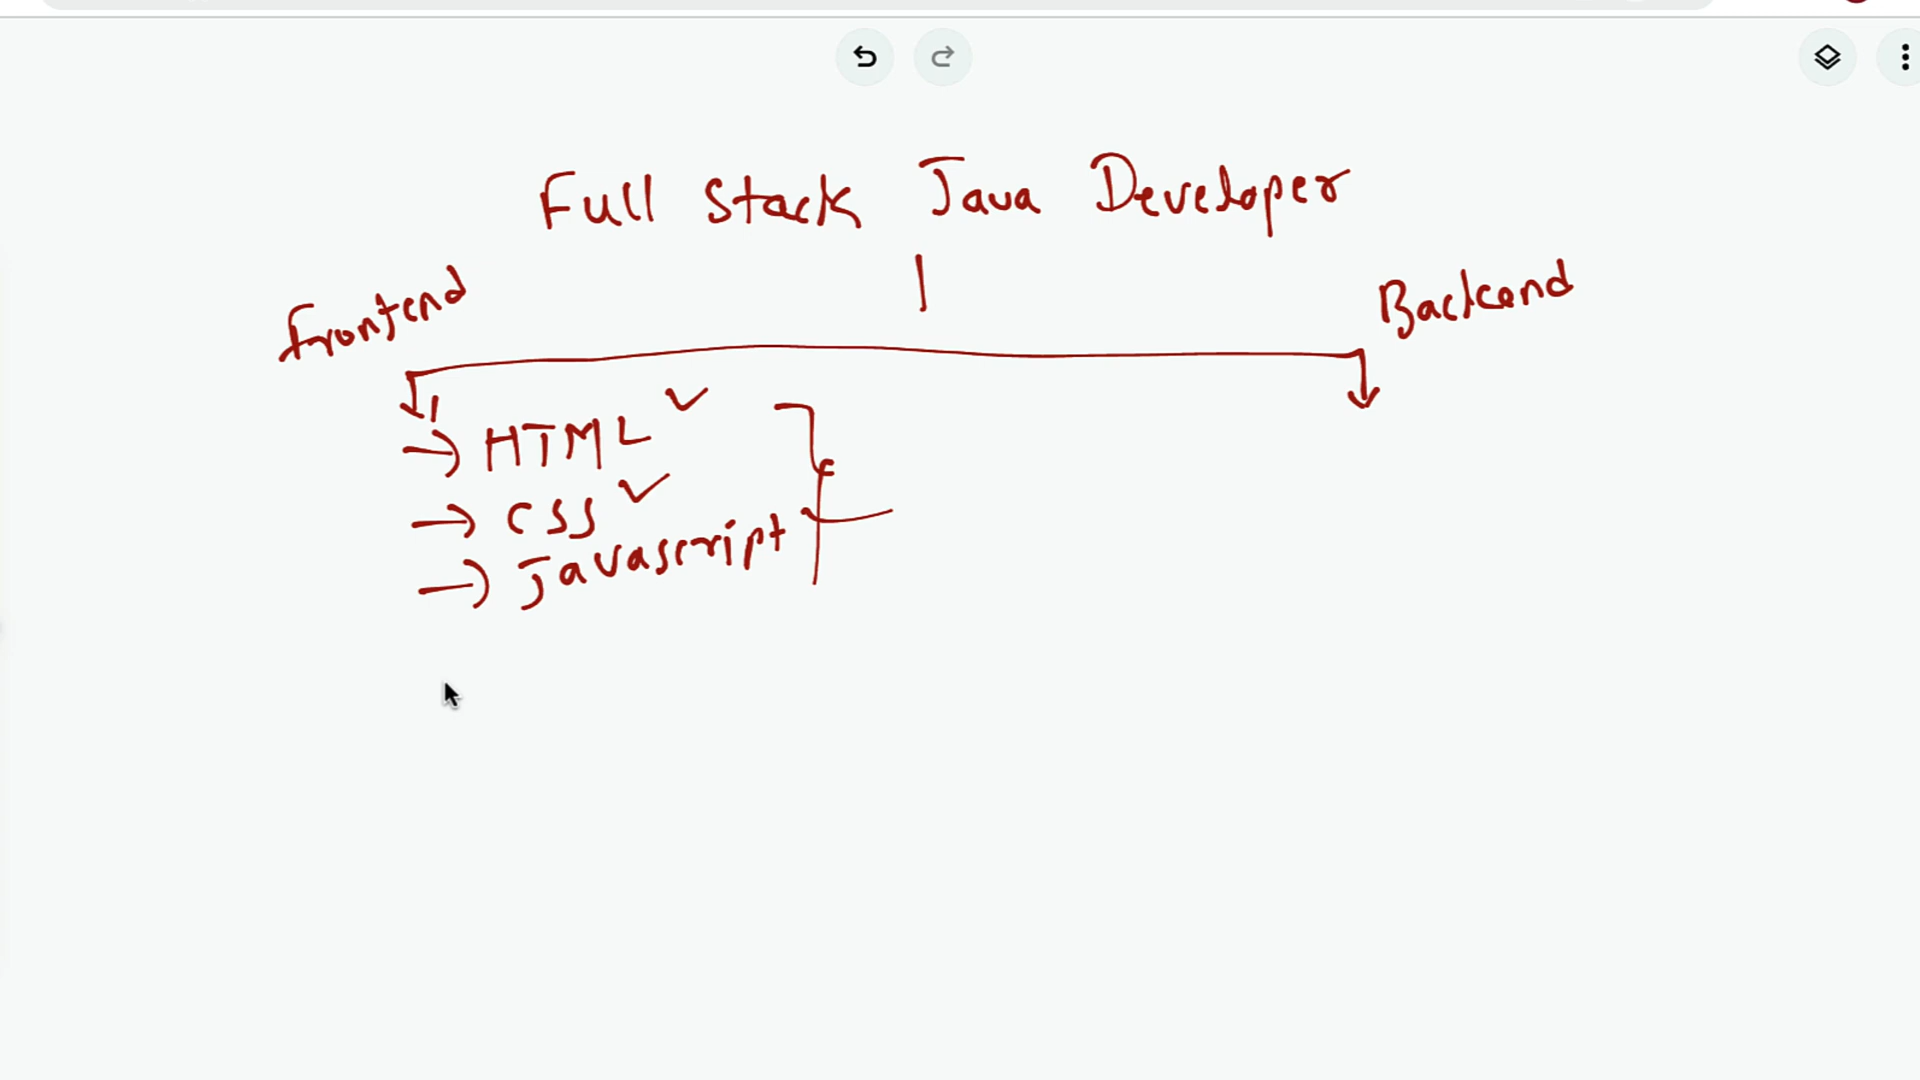 Full Stack Java Developer
Frontend
Backend
→ HTML ✓
→ CSS ✓
→ Javascript